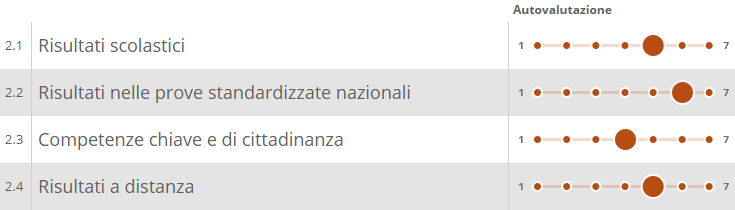 Autovalutazione
2.1 Risultati scolastici 1 7
2.2 Risultati nelle prove standardizzate nazionali 1 7
2.3 Competenze chiave e di cittadinanza 1 7
2.4 Risultati a distanza 1 7